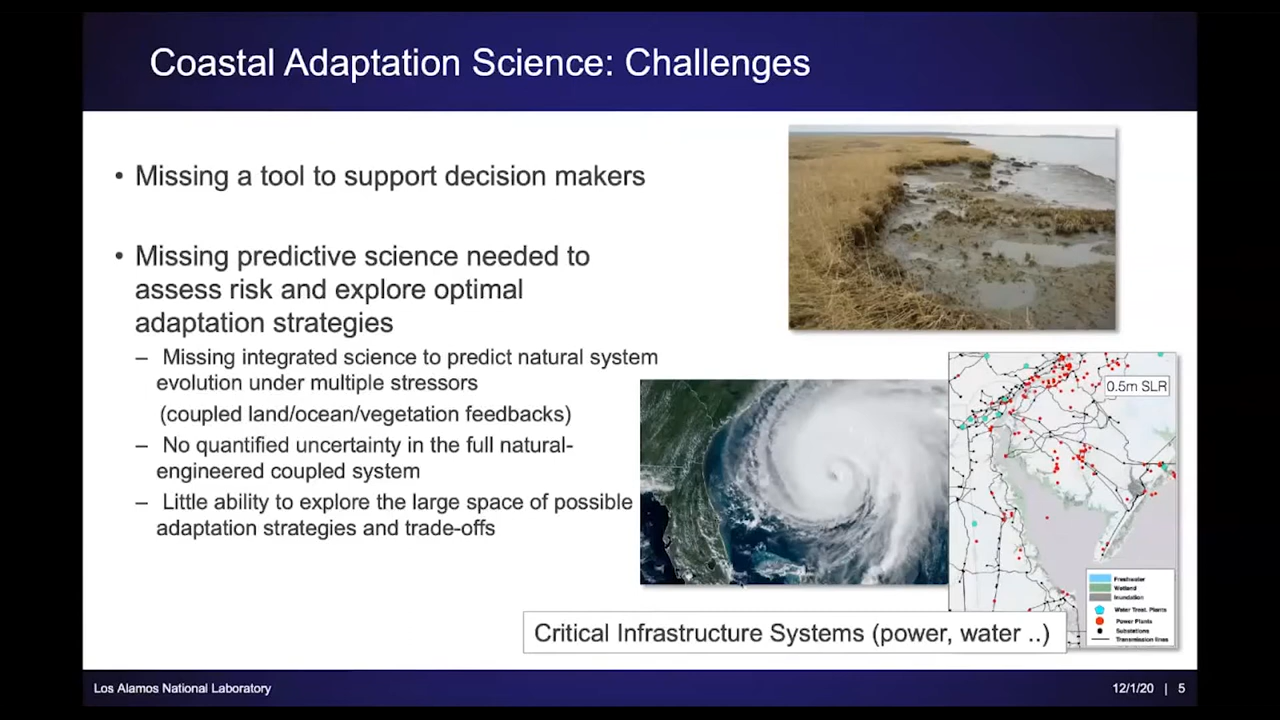 Coastal Adaptation Science: Challenges
• Missing a tool to support decision makers
• Missing predictive science needed to
assess risk and explore optimal
adaptation strategies
– Missing integrated science to predict natural system
evolution under multiple stressors
(coupled land/ocean/vegetation feedbacks)
– No quantified uncertainty in the full natural-
engineered coupled system
– Little ability to explore the large space of possible
adaptation strategies and trade-offs
0.5m SLR
Freshwater
Wetland
Inundation
Water Treat. Plants
Power Plants
Substations
Transmission lines
Critical Infrastructure Systems (power, water ..)
Los Alamos National Laboratory
12/1/20 | 5